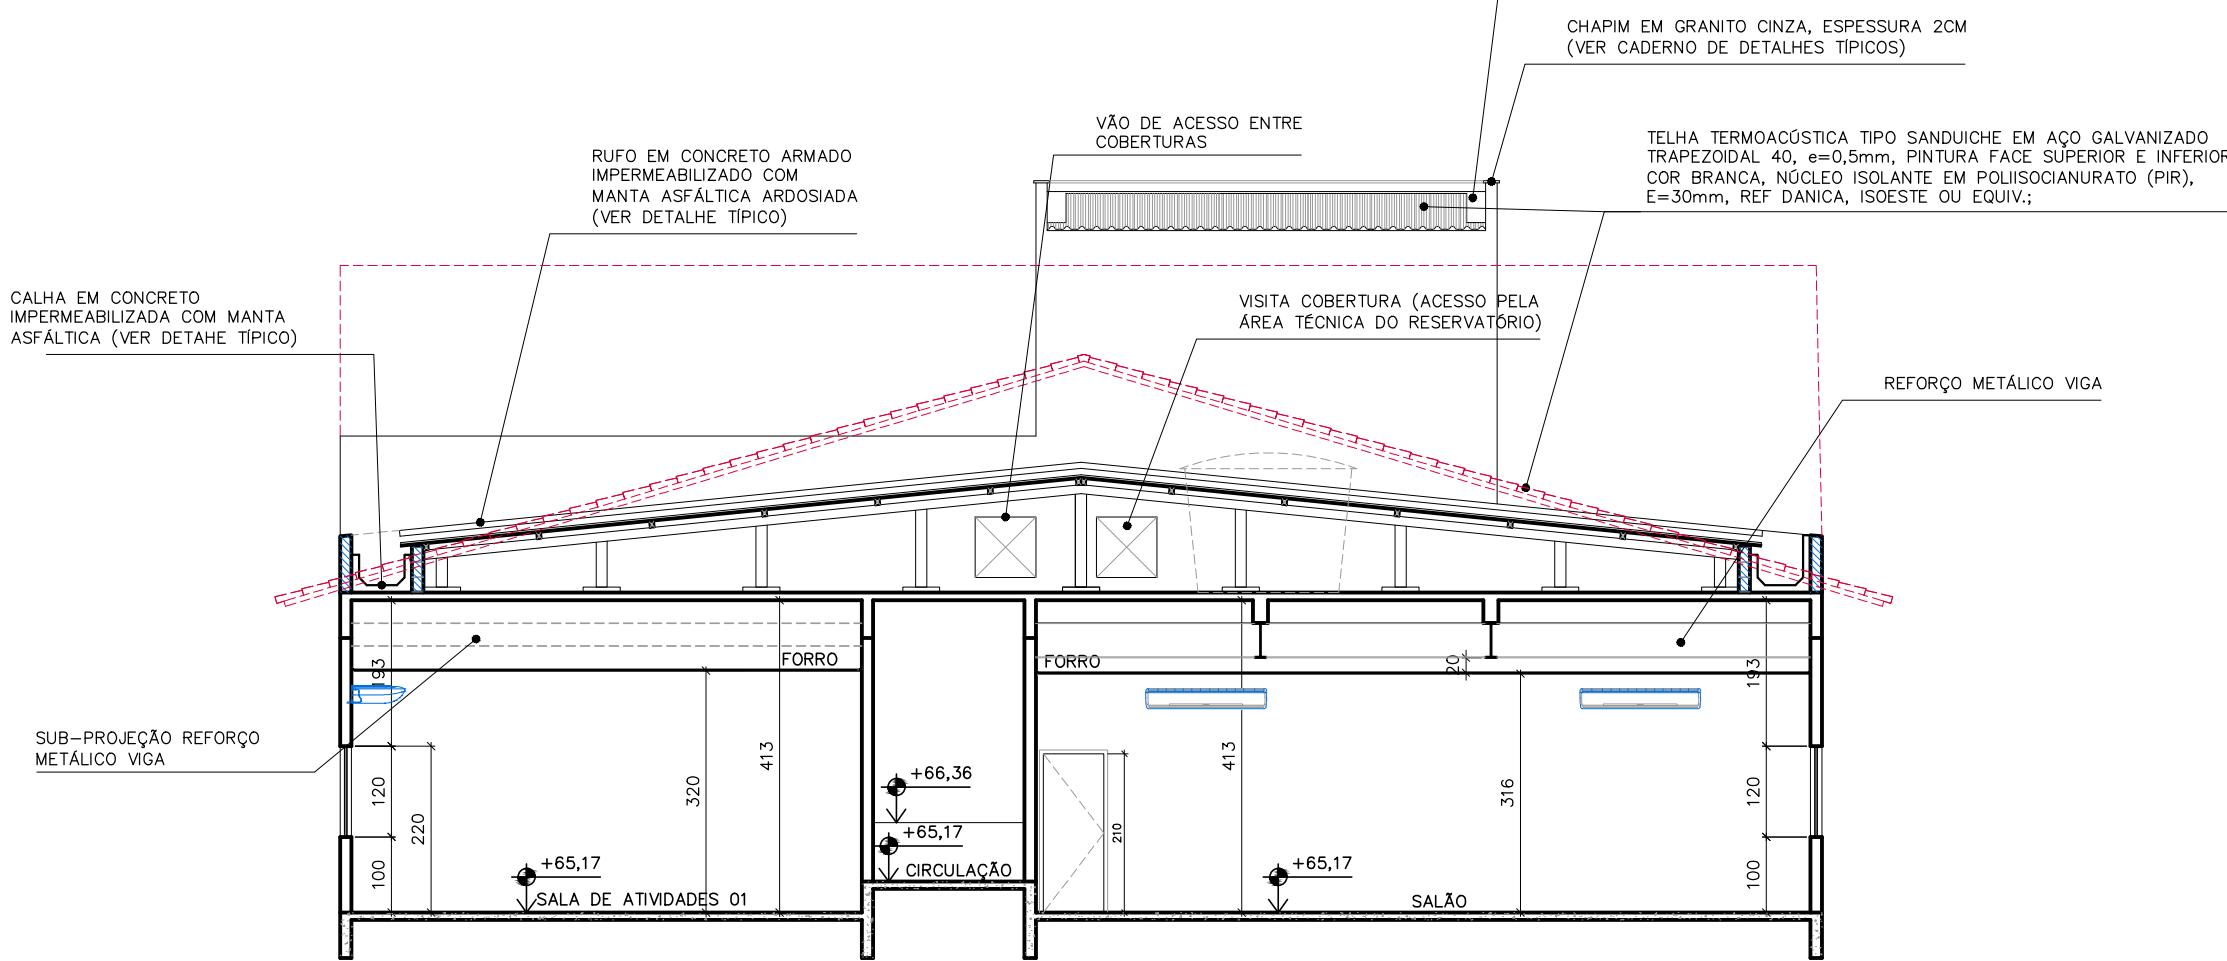 CHAPIM EM GRANITO CINZA, ESPESSURA 2CM
(VER CADERNO DE DETALHES TÍPICOS)
VÃO DE ACESSO ENTRE
COBERTURAS
TELHA TERMOACÚSTICA TIPO SANDUICHE EM AÇO GALVANIZADO
TRAPEZOIDAL 40, e=0,5mm, PINTURA FACE SUPERIOR E INFERIOR
COR BRANCA, NÚCLEO ISOLANTE EM POLIISOCIANURATO (PIR),
E=30mm, REF DANICA, ISOESTE OU EQUIV.;
RUFO EM CONCRETO ARMADO
IMPERMEABILIZADO COM
MANTA ASFÁLTICA ARDOSIADA
(VER DETALHE TÍPICO)
CALHA EM CONCRETO
IMPERMEABILIZADA COM MANTA
ASFÁLTICA (VER DETAHE TÍPICO)
VISITA COBERTURA (ACESSO PELA
ÁREA TÉCNICA DO RESERVATÓRIO)
REFORÇO METÁLICO VIGA
FORRO
FORRO
20
193
193
SUB-PROJEÇÃO REFORÇO
METÁLICO VIGA
413
413
+66,36
120
320
316
120
220
210
+65,17
+65,17
+65,17
100
CIRCULAÇÃO
100
SALA DE ATIVIDADES 01
SALÃO